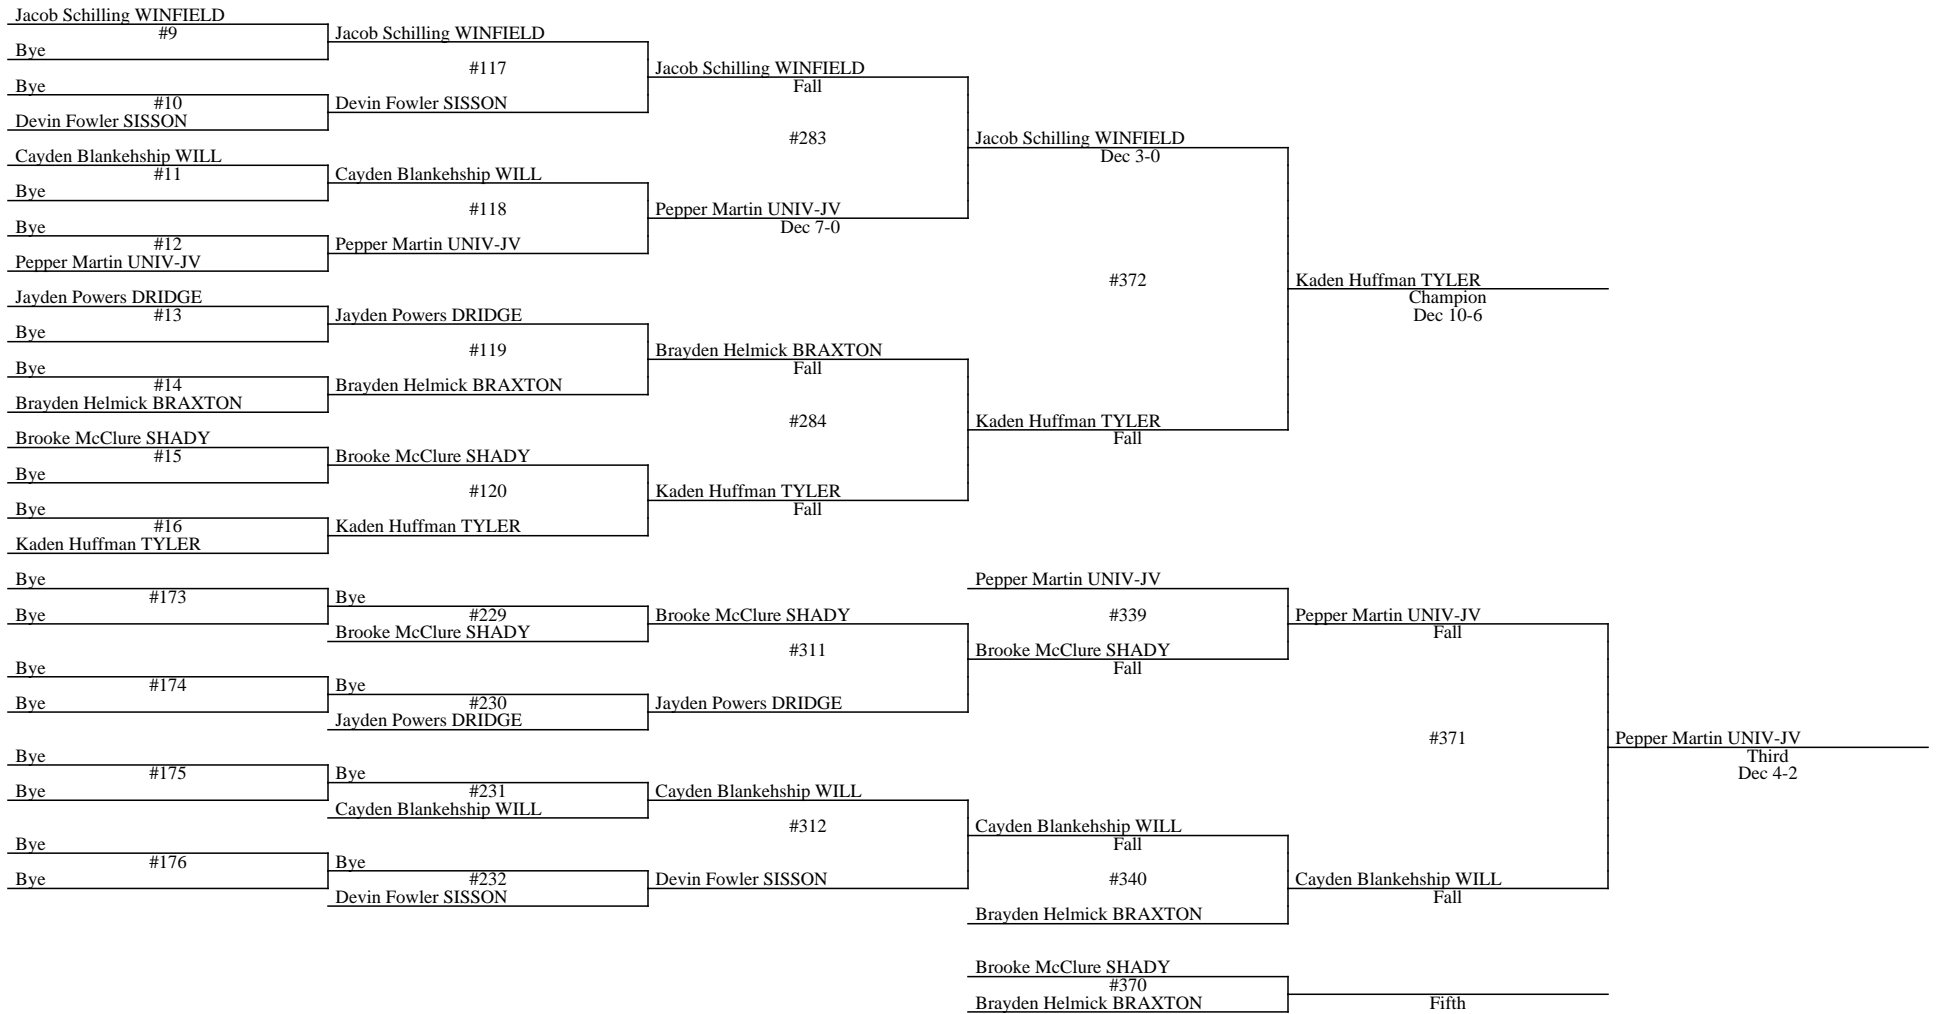 Jacob Schilling WINFIELD
#9
Bye
Bye
#10
Devin Fowler SISSON
Cayden Blankehship WILL
#11
Bye
Bye
#12
Pepper Martin UNIV-JV
Jayden Powers DRIDGE
#13
Bye
Bye
#14
Brayden Helmick BRAXTON
Brooke McClure SHADY
#15
Bye
Bye
#16
Kaden Huffman TYLER
Jacob Schilling WINFIELD
#117
Devin Fowler SISSON
Cayden Blankehship WILL
#118
Pepper Martin UNIV-JV
Jayden Powers DRIDGE
#119
Brayden Helmick BRAXTON
Brooke McClure SHADY
#120
Kaden Huffman TYLER
Jacob Schilling WINFIELD
Fall
#283
Pepper Martin UNIV-JV
Dec 7-0
Brayden Helmick BRAXTON
Fall
#284
Kaden Huffman TYLER
Fall
Jacob Schilling WINFIELD
Dec 3-0
#372
Kaden Huffman TYLER
Fall
Kaden Huffman TYLER
Champion
Dec 10-6
Bye
#173
Bye
Bye
#174
Bye
Bye
#175
Bye
Bye
#176
Bye
Bye
#229
Brooke McClure SHADY
Bye
#230
Jayden Powers DRIDGE
Bye
#231
Cayden Blankehship WILL
Bye
#232
Devin Fowler SISSON
Brooke McClure SHADY
#311
Jayden Powers DRIDGE
Cayden Blankehship WILL
#312
Devin Fowler SISSON
Pepper Martin UNIV-JV
#339
Brooke McClure SHADY
Fall
Cayden Blankehship WILL
Fall
#340
Brayden Helmick BRAXTON
Pepper Martin UNIV-JV
Fall
#371
Cayden Blankehship WILL
Fall
Pepper Martin UNIV-JV
Third
Dec 4-2
Brooke McClure SHADY
#370
Brayden Helmick BRAXTON
Fifth